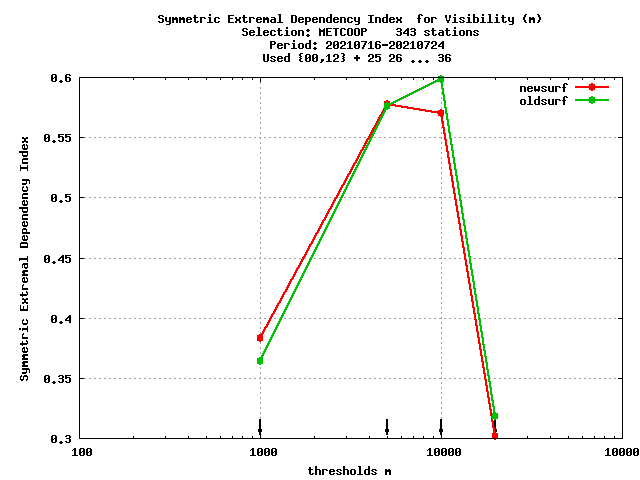 Symmetric Extremal Dependency Index  for Visibility (m)
Selection: METCOOP    343 stations
Period: 20210716-20210724
Used {00,12} + 25 26 ... 36
newsurf
oldsurf
Symmetric Extremal Dependency Index
0.6
0.55
0.5
0.45
0.4
0.35
0.3
100
1000
10000
10000
thresholds m